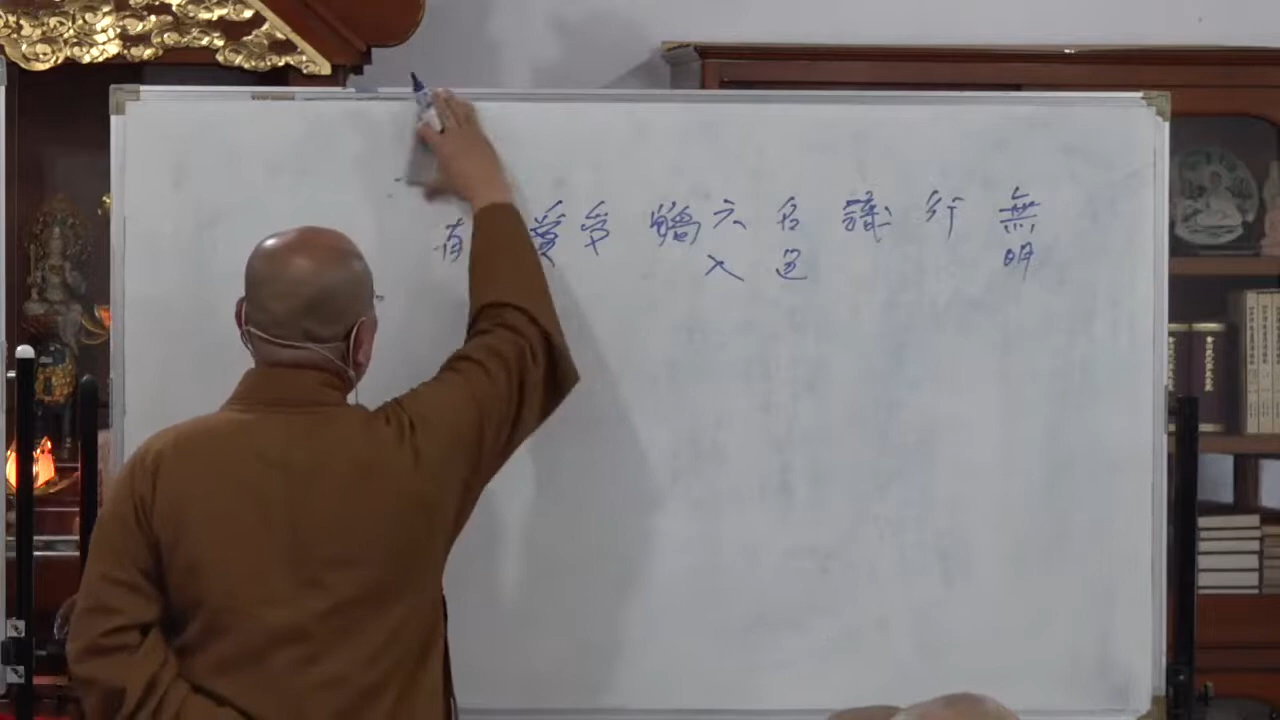 無明
行
識
名色
六入
觸
受
愛
有